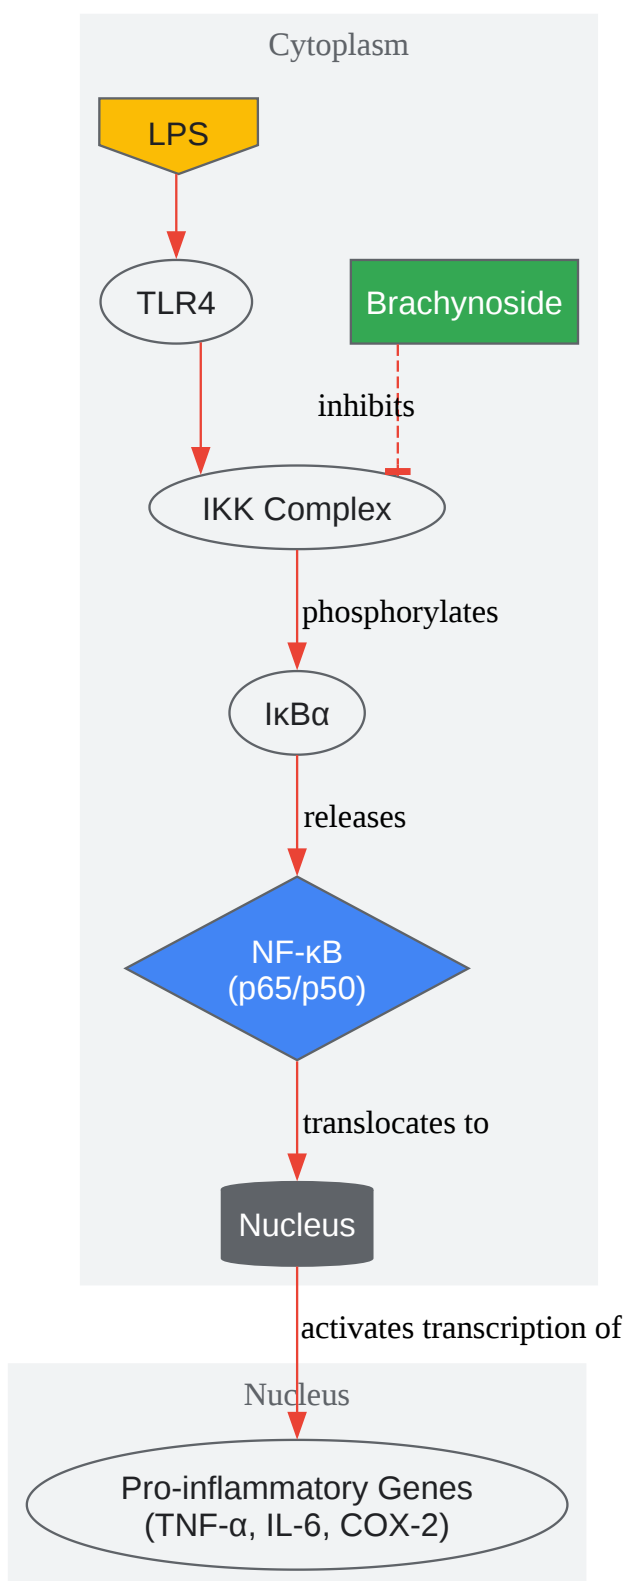 Cytoplasm
LPS
TLR4
Brachynoside
inhibits
IKK Complex
phosphorylates
IκBα
releases
NF-κB
(p65/p50)
translocates to
Nucleus
activates transcription of
Nucleus
Pro-inflammatory Genes
(TNF-α, IL-6, COX-2)